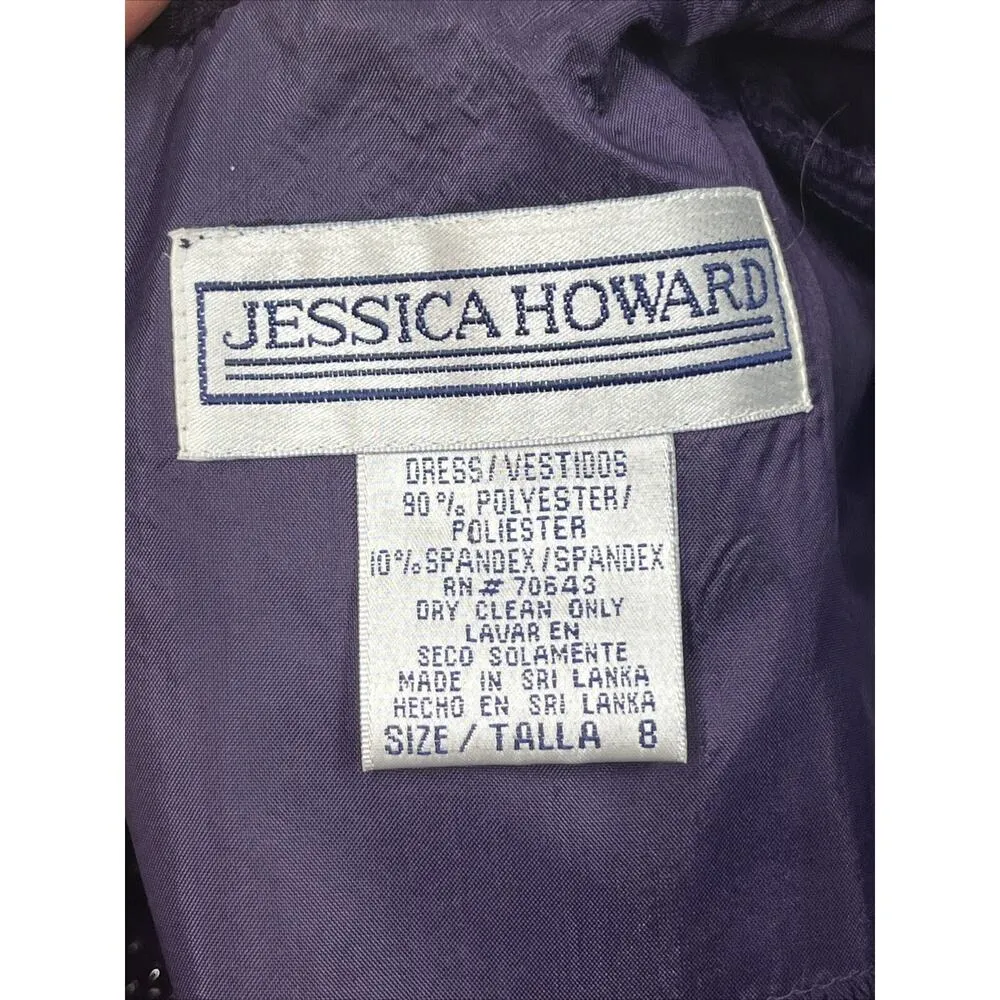 JESSICA HOWARD
DRESS/VESTIDOS
90% POLYESTER/
POLIESTER
10% SPANDEX/SPANDEX
RN# 70643
DRY CLEAN ONLY
LAVAR EN
SECO SOLAMENTE
MADE IN SRI LANKA
HECHO EN SRI LANKA
SIZE/TALLA 8